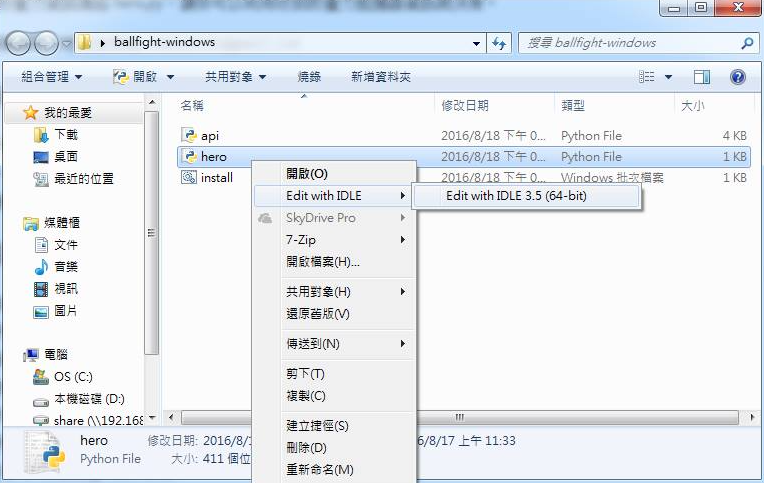 ballfight-windows
搜尋 ballfight-windows
組合管理 開啟 共用對象 燒錄 新增資料夾
我的最愛
下載
桌面
最近的位置
媒體櫃
文件
音樂
視訊
圖片
電腦
OS (C:)
本機磁碟 (D:)
share (\\192.168
名稱 修改日期 類型 大小
api 2016/8/18 下午 0... Python File 4 KB
hero 2016/8/18 下午 0... Python File 1 KB
install 2016/8/18 下午 0... Windows 批次檔案 1 KB
開啟(O)
Edit with IDLE
Edit with IDLE 3.5 (64-bit)
SkyDrive Pro
7-Zip
開啟檔案(H)...
共用對象(H)
還原舊版(V)
傳送到(N)
剪下(T)
複製(C)
建立捷徑(S)
刪除(D)
重新命名(M)
hero 修改日期: 2016/8/1 6/8/17 上午 11:33
Python File 大小: 411 個位